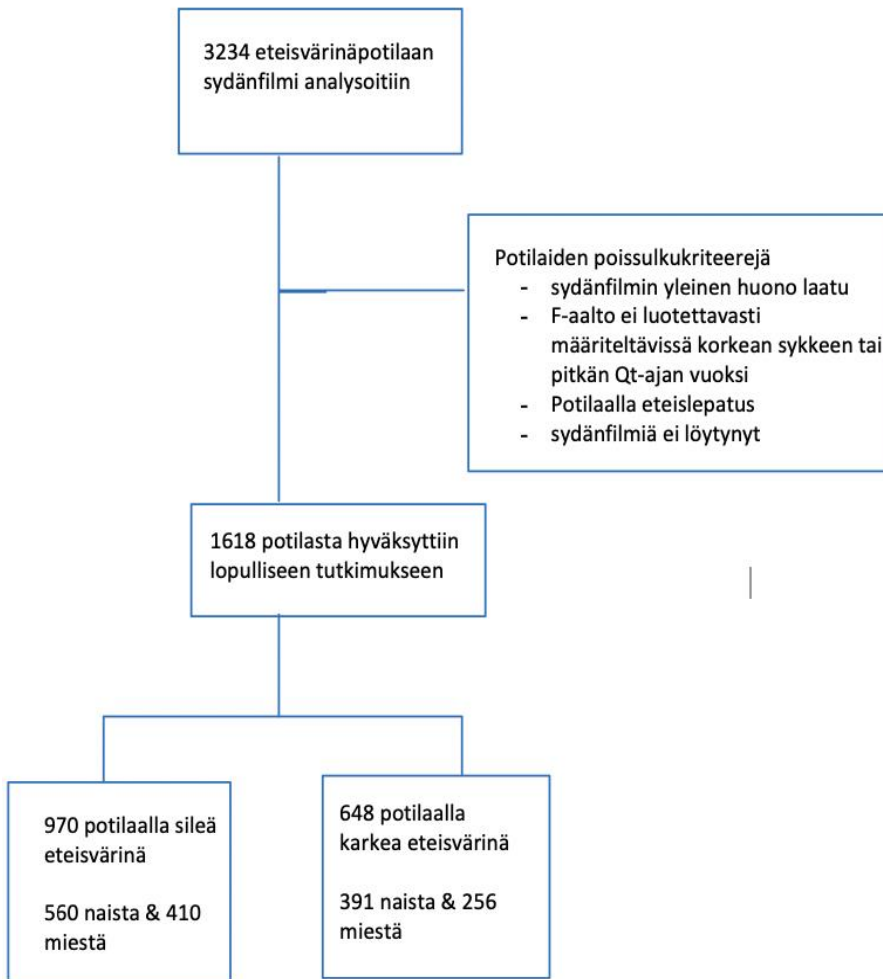 3234 eteisvärinäpotilaan
sydänfilmi analysoitiin
Potilaiden poissulkukriteerejä
- sydänfilmin yleinen huono laatu
- F-aalto ei luotettavasti
määriteltävissä korkean sykkeen tai
pitkän Qt-ajan vuoksi
- Potilaalla eteislepatus
- sydänfilmiä ei löytynyt
1618 potilasta hyväksyttiin
lopulliseen tutkimukseen
970 potilaalla sileä
eteisvärinä
560 naista & 410
miestä
648 potilaalla
karkea eteisvärinä
391 naista & 256
miestä